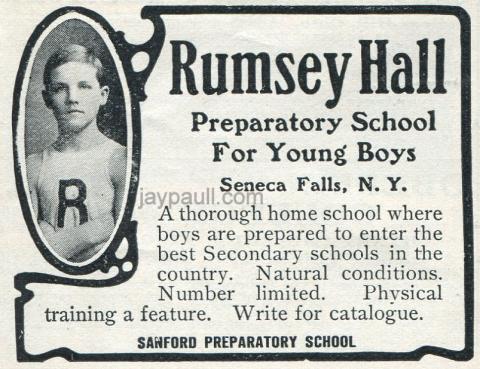 Rumsey Hall
Preparatory School
For Young Boys
Seneca Falls, N. Y.
R
jaypaull.com
A thorough home school where
boys are prepared to enter the
best Secondary schools in the
country. Natural conditions.
Number limited. Physical
training a feature. Write for catalogue.
SANFORD PREPARATORY SCHOOL